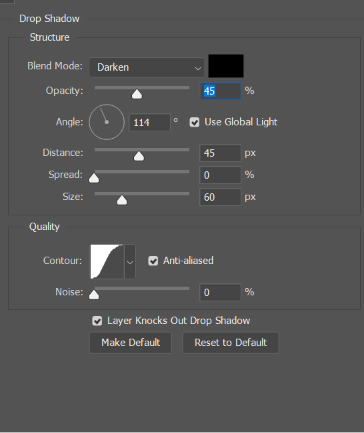 Drop Shadow
Structure
Blend Mode: Darken
Opacity: 45 %
Angle: 114 ° Use Global Light
Distance: 45 px
Spread: 0 %
Size: 60 px
Quality
Contour: Anti-aliased
Noise: 0 %
Layer Knocks Out Drop Shadow
Make Default Reset to Default